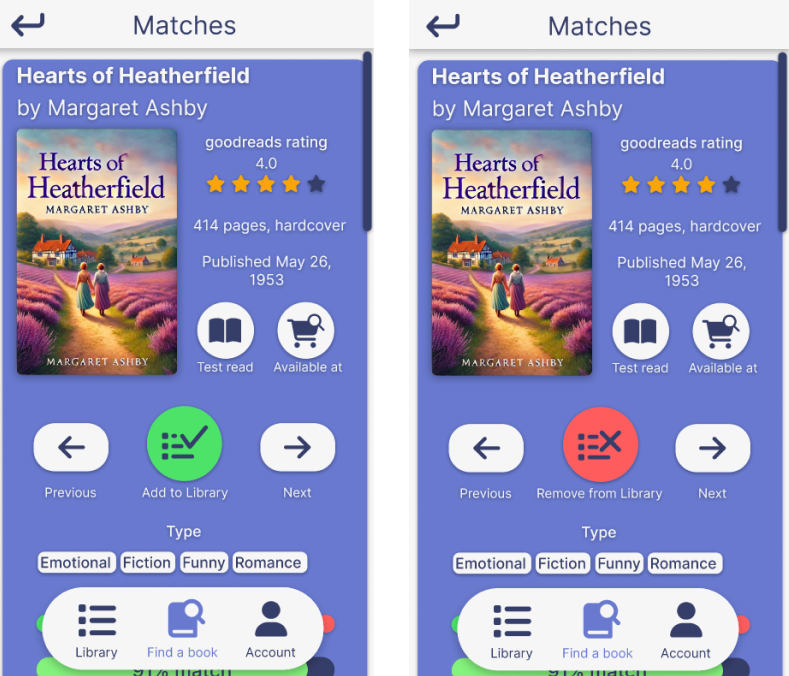 Matches
Hearts of Heatherfield
by Margaret Ashby
Hearts of
Heatherfield
MARGARET ASHBY
MARGARET ASHBY
goodreads rating
4.0
414 pages, hardcover
Published May 26,
1953
Test read
Available at
Previous
Add to Library
Next
Type
Emotional
Fiction
Funny
Romance
91% match
Library
Find a book
Account
Matches
Hearts of Heatherfield
by Margaret Ashby
Hearts of
Heatherfield
MARGARET ASHBY
MARGARET ASHBY
goodreads rating
4.0
414 pages, hardcover
Published May 26,
1953
Test read
Available at
Previous
Remove from Library
Next
Type
Emotional
Fiction
Funny
Romance
91% match
Library
Find a book
Account